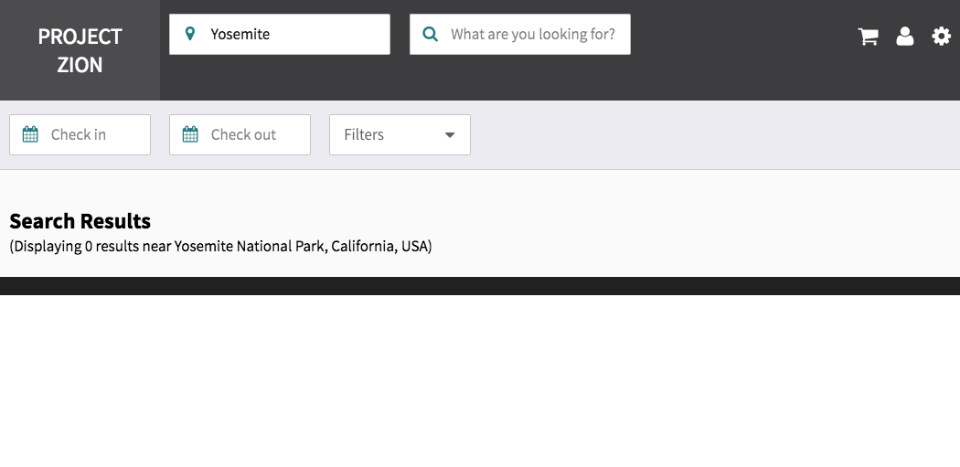 PROJECT
ZION
Yosemite
What are you looking for?
Check in
Check out
Filters
Search Results
(Displaying 0 results near Yosemite National Park, California, USA)